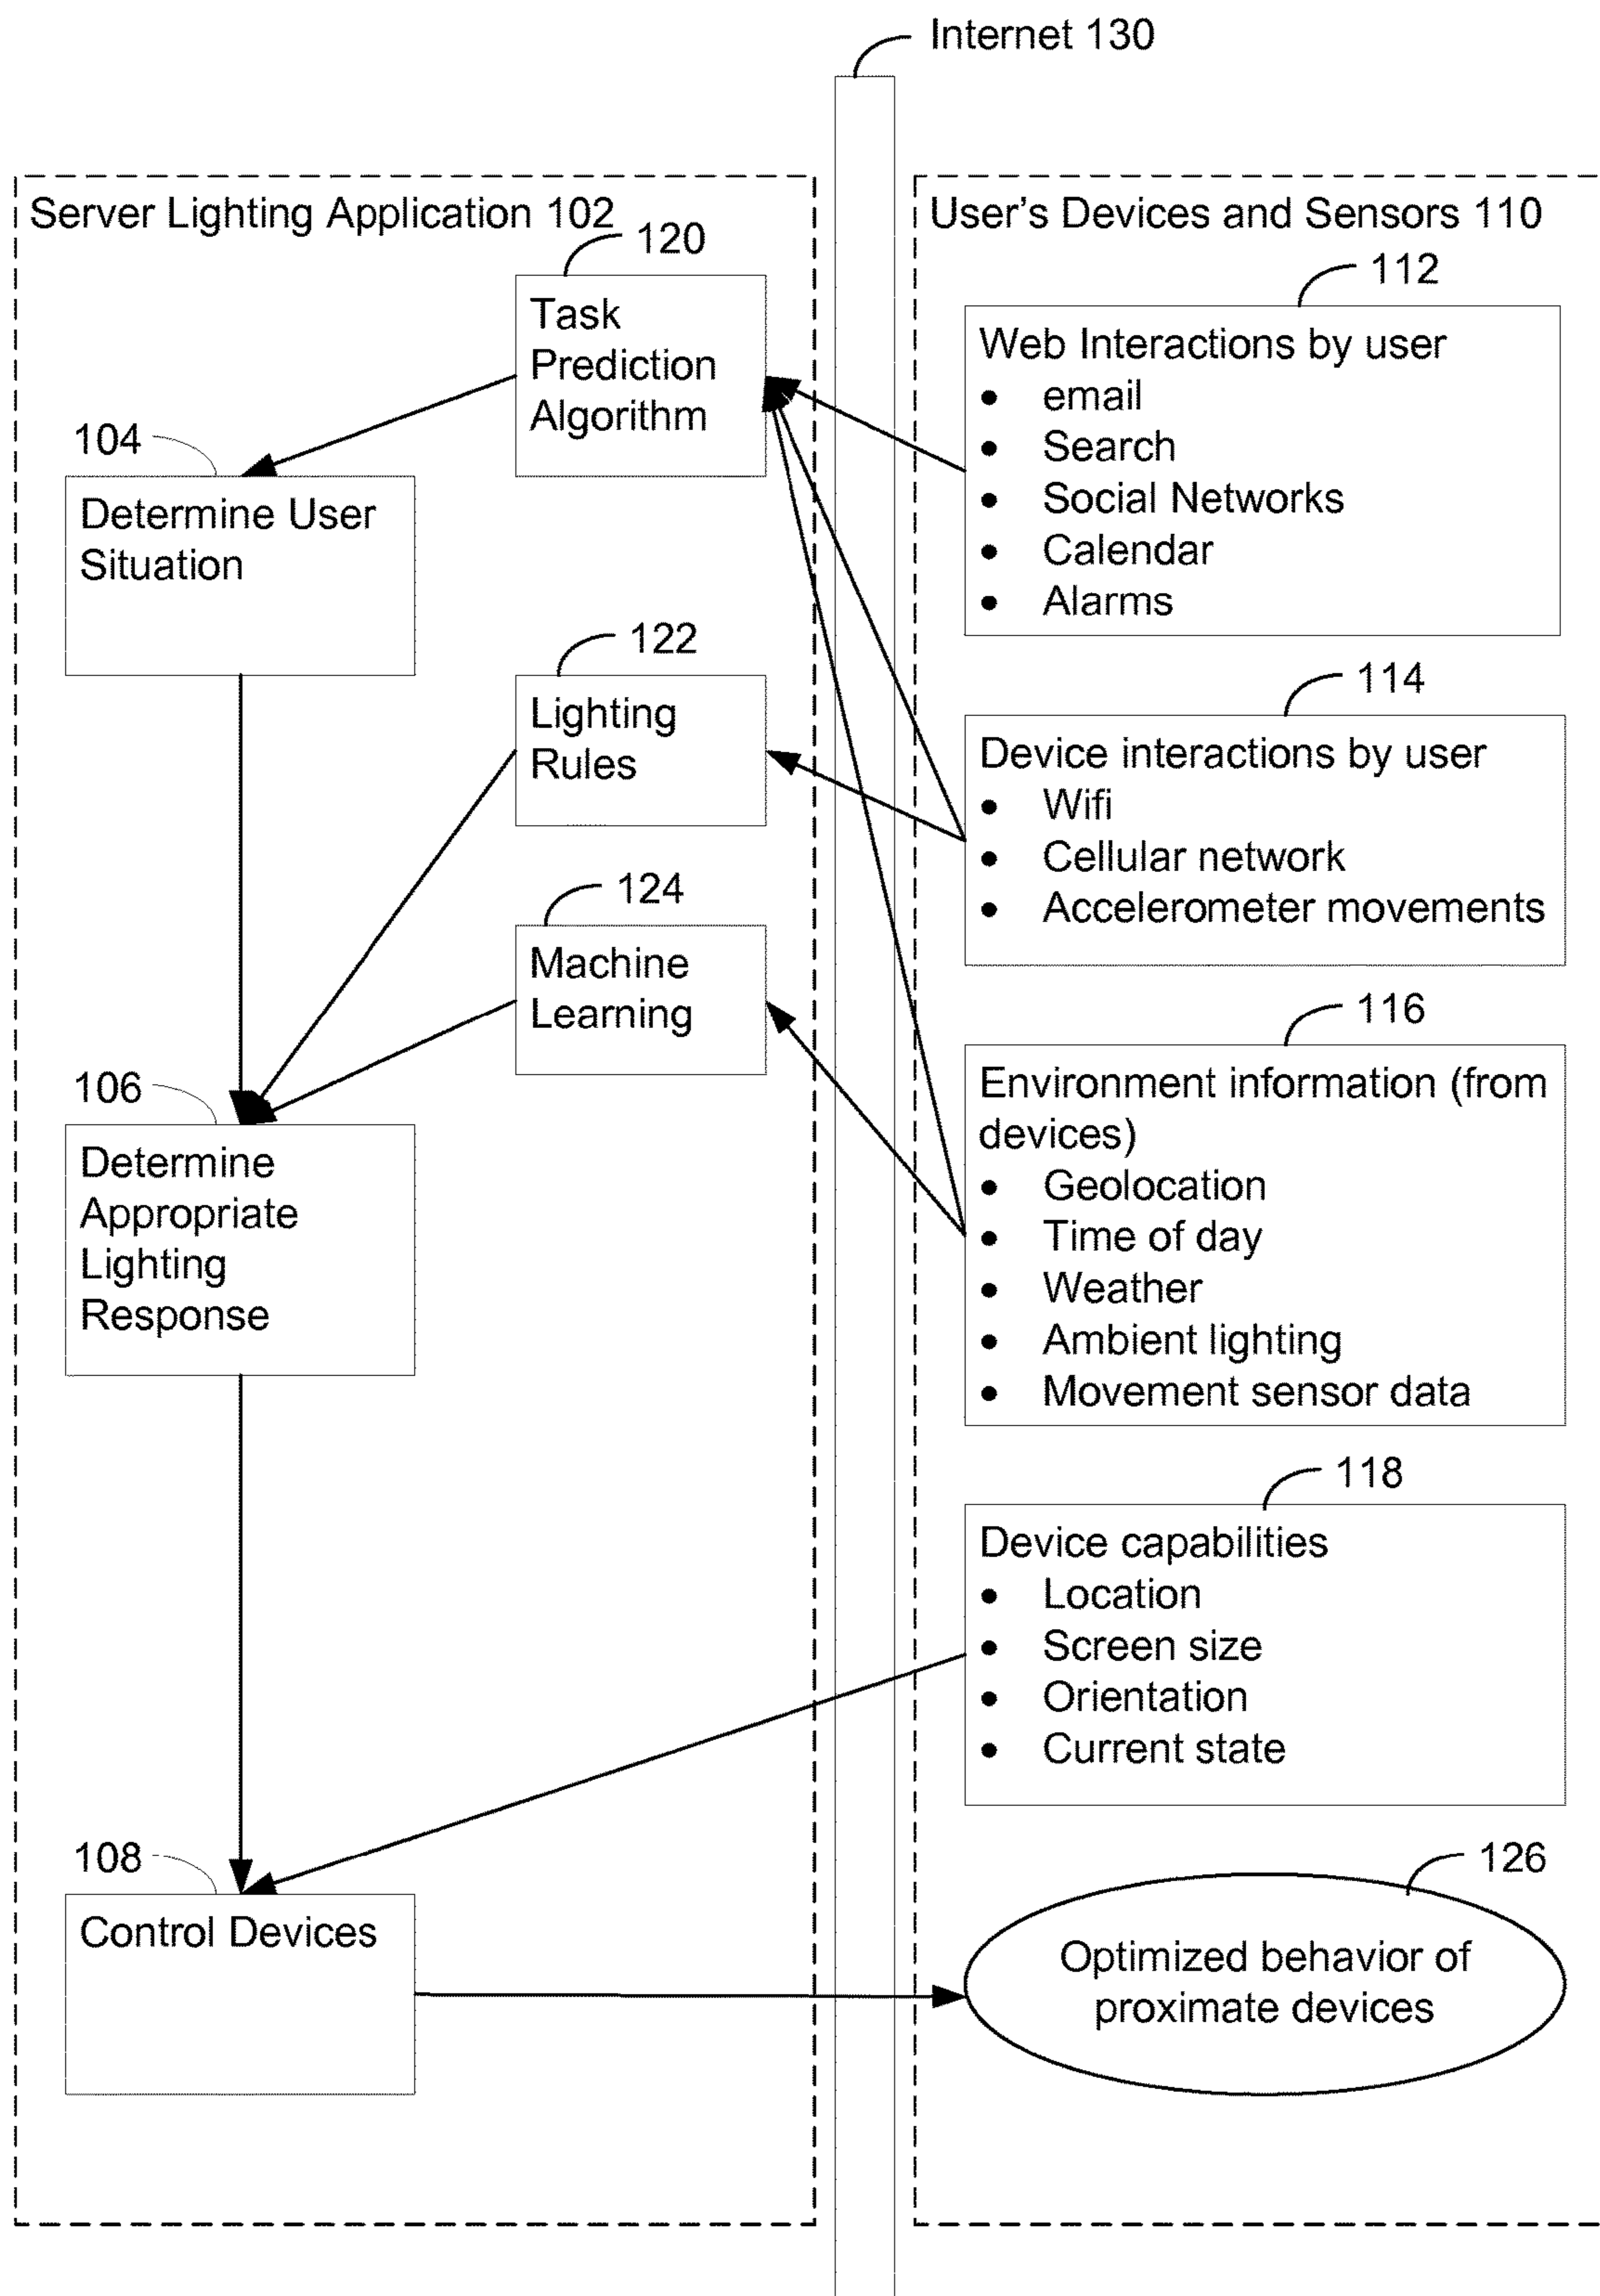 Internet 130
Server Lighting Application 102
120
Task
Prediction
Algorithm
104
Determine User
Situation
122
Lighting
Rules
124
Machine
Learning
106
Determine
Appropriate
Lighting
Response
108
Control Devices
User's Devices and Sensors 110
112
Web Interactions by user
• email
• Search
• Social Networks
• Calendar
• Alarms
114
Device interactions by user
• Wifi
• Cellular network
• Accelerometer movements
116
Environment information (from
devices)
• Geolocation
• Time of day
• Weather
• Ambient lighting
• Movement sensor data
118
Device capabilities
• Location
• Screen size
• Orientation
• Current state
126
Optimized behavior of
proximate devices